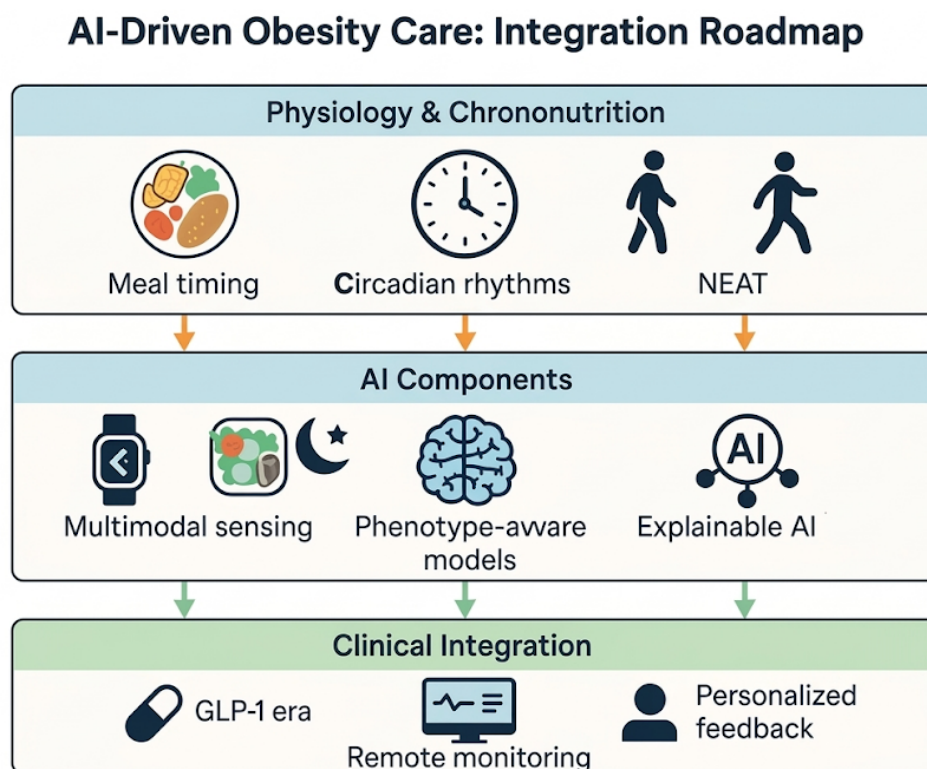 AI-Driven Obesity Care: Integration Roadmap
Physiology & Chrononutrition
Meal timing
Circadian rhythms
NEAT
AI Components
AI
Multimodal sensing
Phenotype-avvare
models
Explainable AI
Clinical Integration
GLP-1 era
Remote monitoring
Personalized
feedback